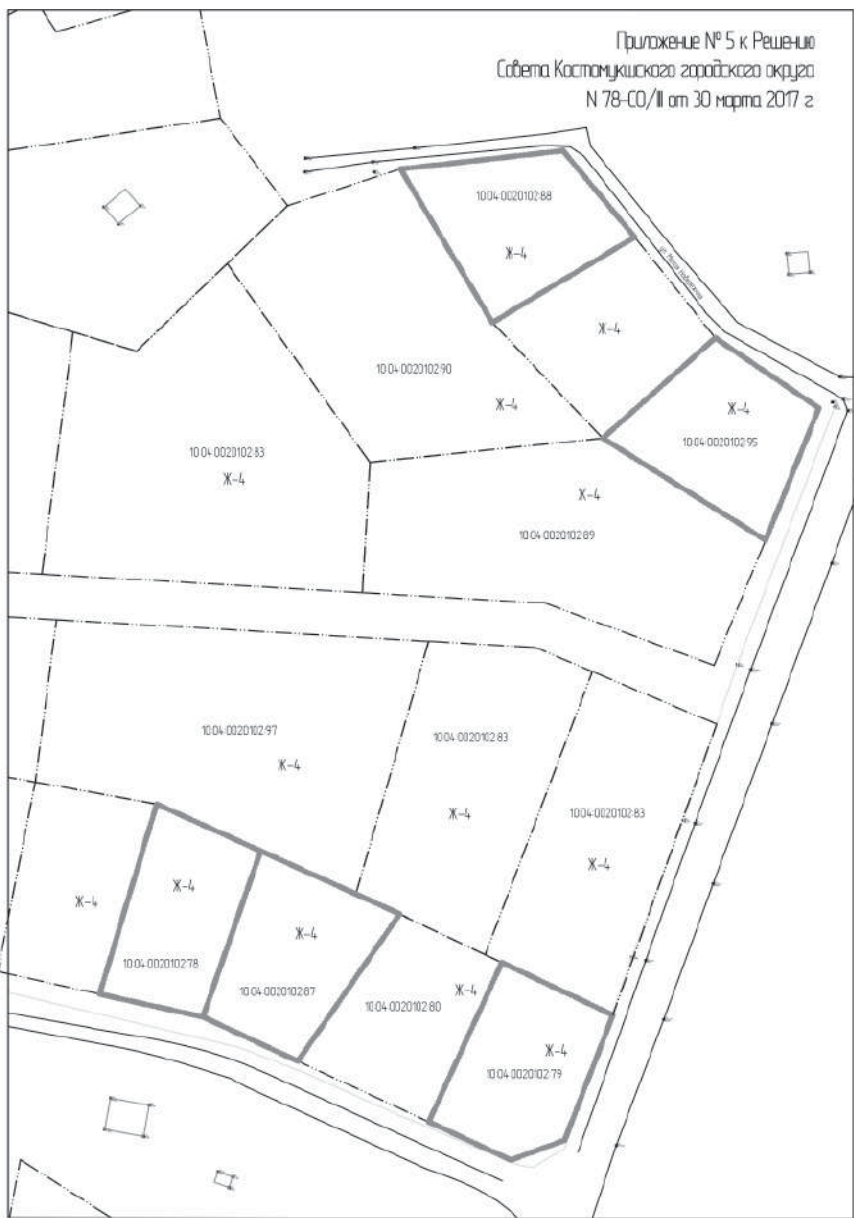 Приложение № 5 к Решению
Совета Костомукшского городского округа
N 78-СО/III от 30 марта 2017 г
10:04:0020102:88
Ж-4
Ж-4
10:04:0020102:90
Ж-4
Ж-4
10:04:0020102:95
10:04:0020102:83
Ж-4
Ж-4
10:04:0020102:89
10:04:0020102:97
Ж-4
10:04:0020102:83
Ж-4
10:04:0020102:83
Ж-4
Ж-4
Ж-4
10:04:0020102:78
Ж-4
10:04:0020102:87
Ж-4
10:04:0020102:80
Ж-4
10:04:0020102:79